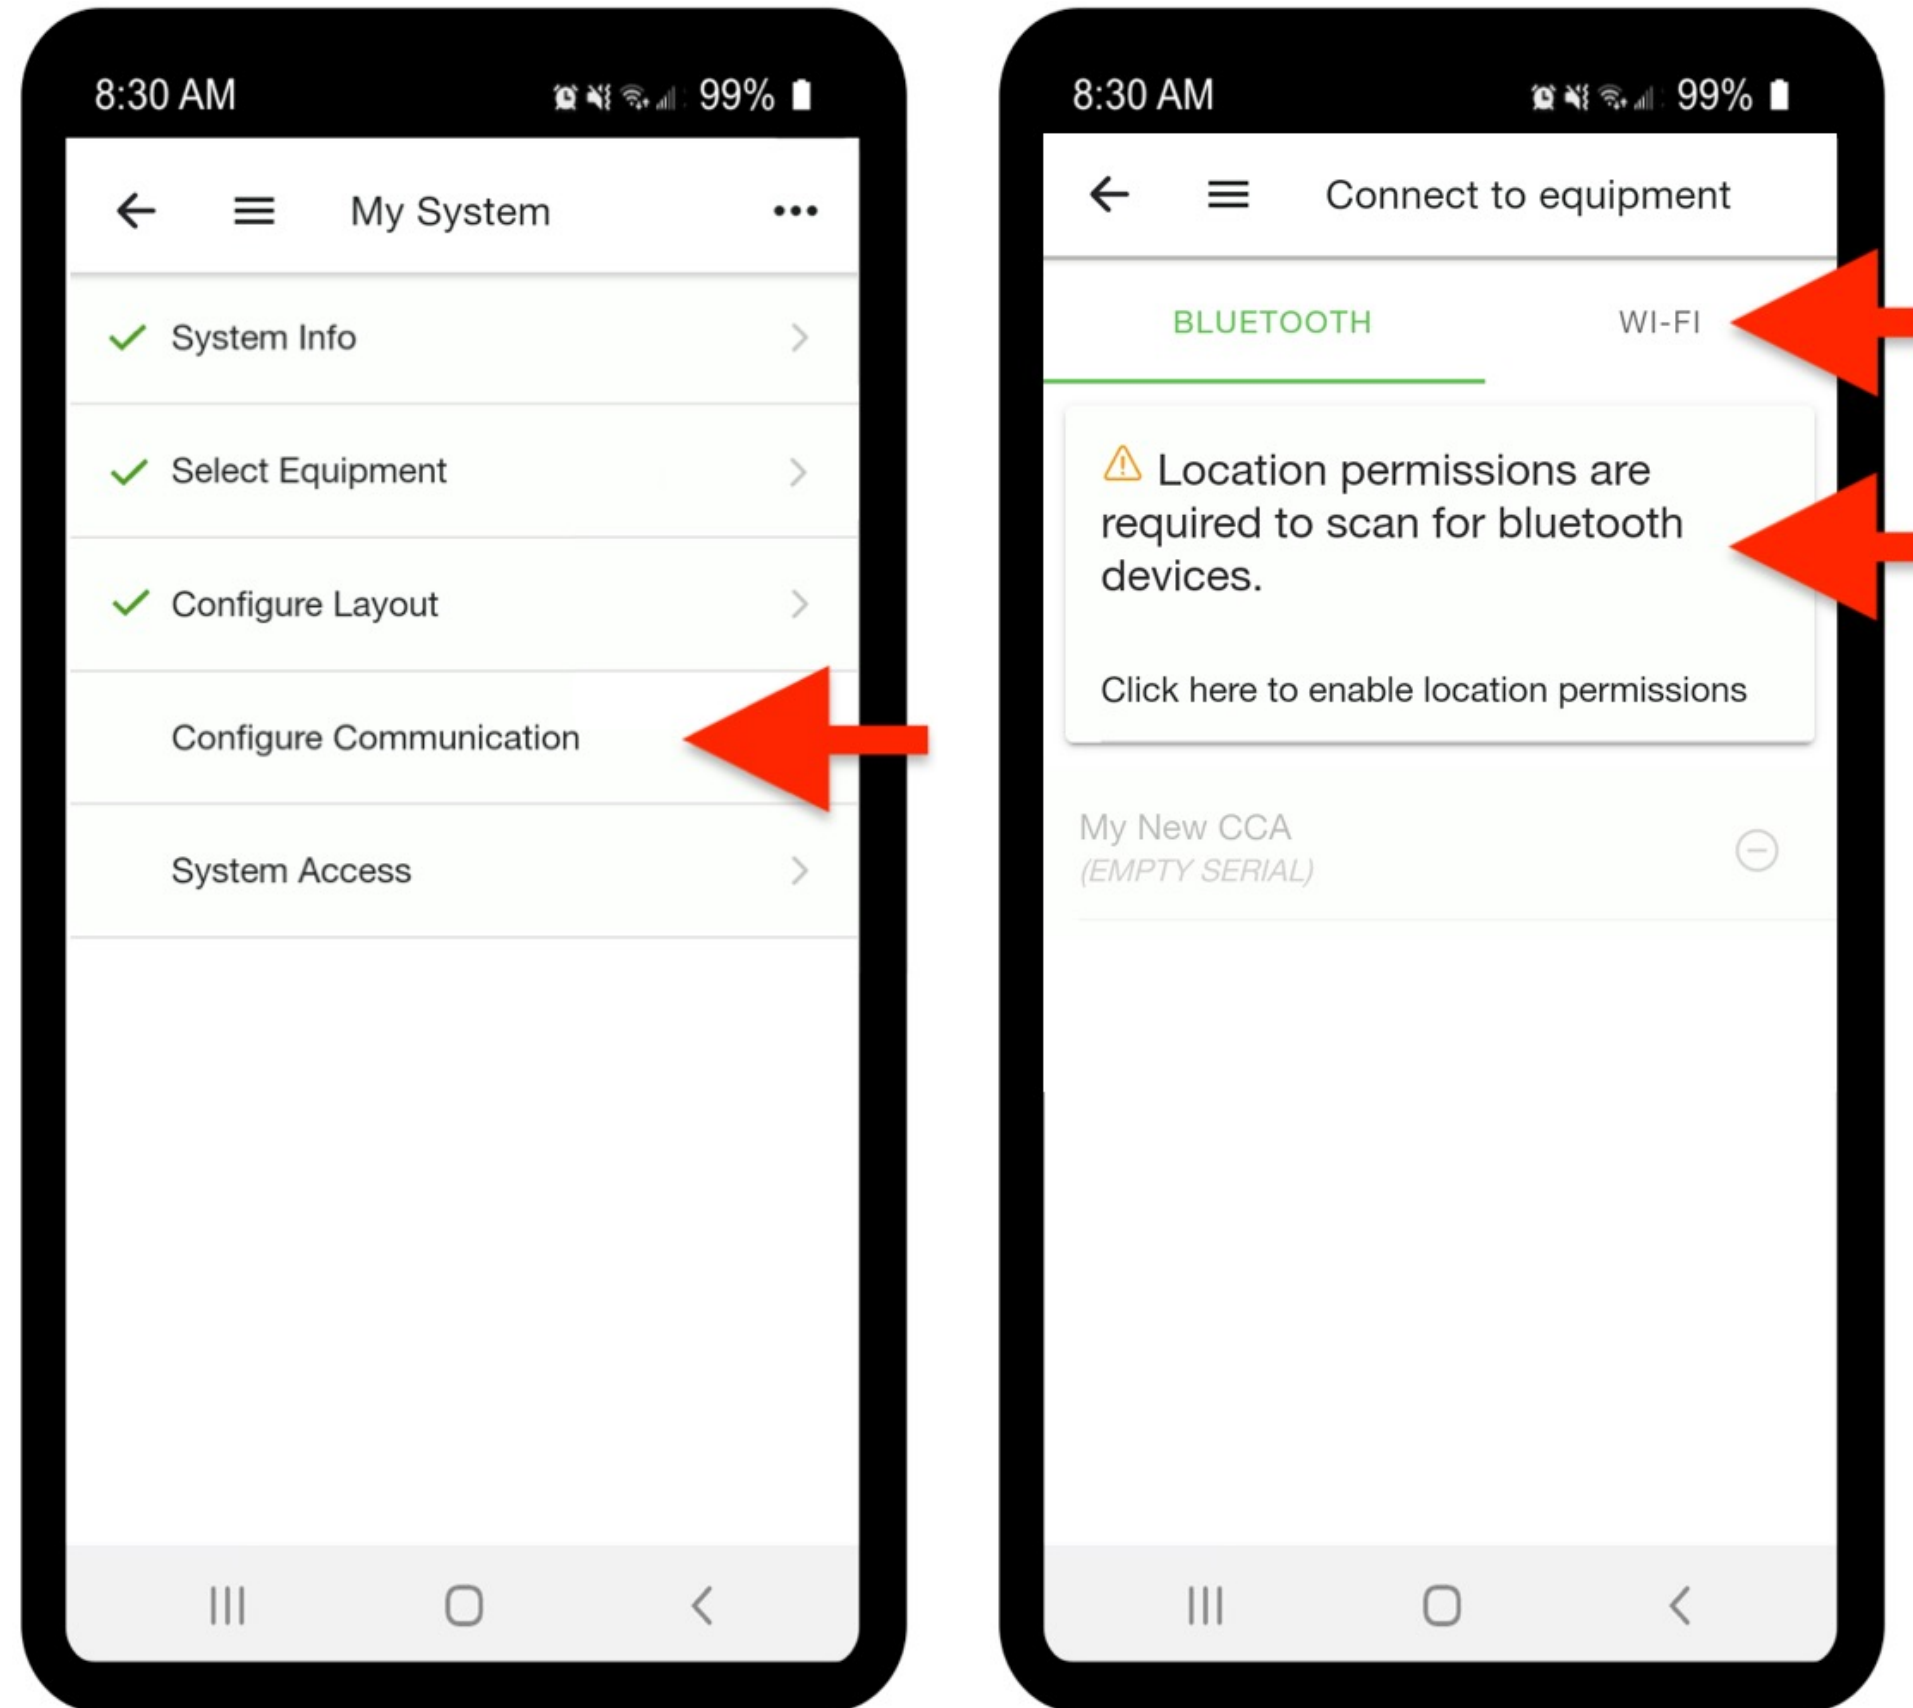 8:30 AM 99%
My System
System Info
Select Equipment
Configure Layout
Configure Communication
System Access
8:30 AM 99%
Connect to equipment
BLUETOOTH WI-FI
Location permissions are
required to scan for bluetooth
devices.
Click here to enable location permissions
My New CCA
(EMPTY SERIAL)